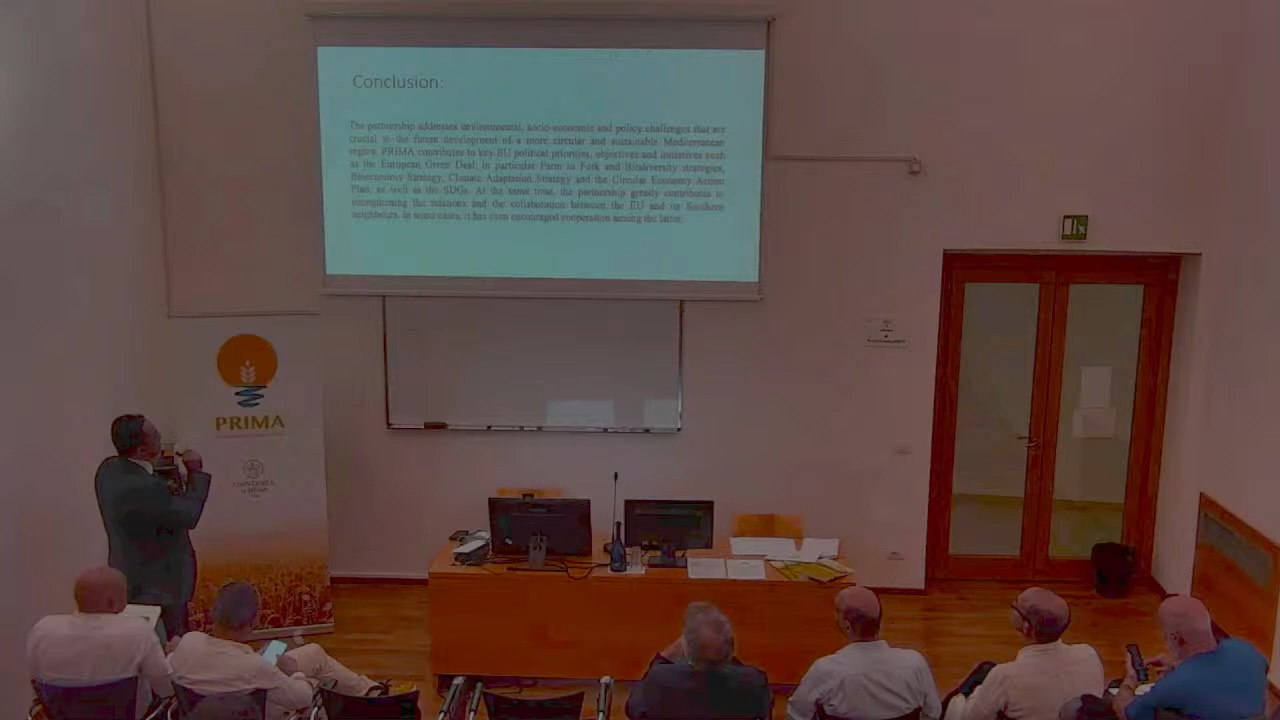 Conclusion:
The partnership addresses environmental, socio-economic and policy challenges that are
crucial to the future development of a more circular and sustainable Mediterranean
region. PRIMA contributes to key EU political priorities, objectives and initiatives such
as the European Green Deal, in particular Farm to Fork and Biodiversity strategies,
Bioeconomy Strategy, Climate Adaptation Strategy and the Circular Economy Action
Plan, as well as the SDGs. At the same time, the partnership greatly contributes to
strengthening the relations and the collaboration between the EU and its Southern
neighbours. In some cases, it has even encouraged cooperation among the latter.
PRIMA